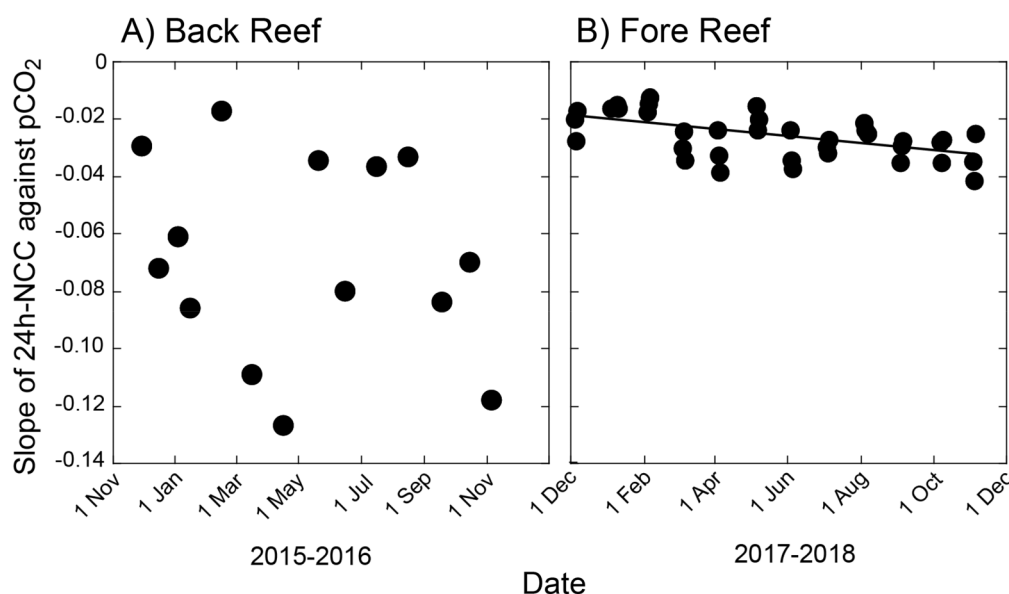 A) Back Reef
B) Fore Reef
Slope of 24h-NCC against pCO₂
0
-0.02
-0.04
-0.06
-0.08
-0.10
-0.12
-0.14
1 Nov
1 Jan
1 Mar
1 May
1 Jul
1 Sep
1 Nov
1 Dec
1 Feb
1 Apr
1 Jun
1 Aug
1 Oct
1 Dec
2015-2016
2017-2018
Date